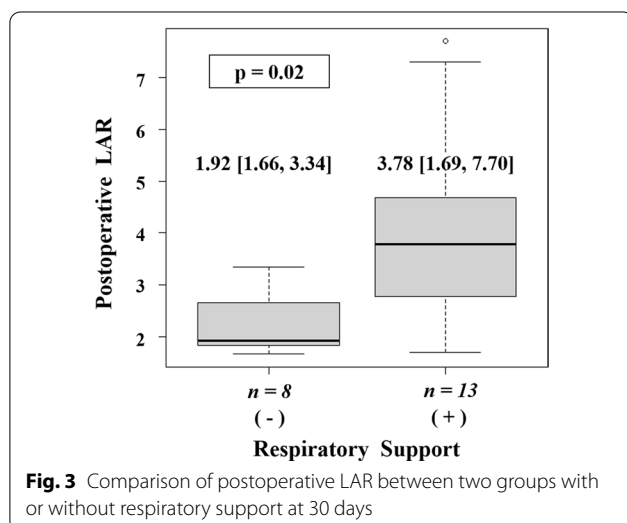 p = 0.02
1.92 [1.66, 3.34] 3.78 [1.69, 7.70]
Postoperative LAR
7
6
5
4
3
2
n = 8 n = 13
( - ) ( + )
Respiratory Support
Fig. 3 Comparison of postoperative LAR between two groups with
or without respiratory support at 30 days